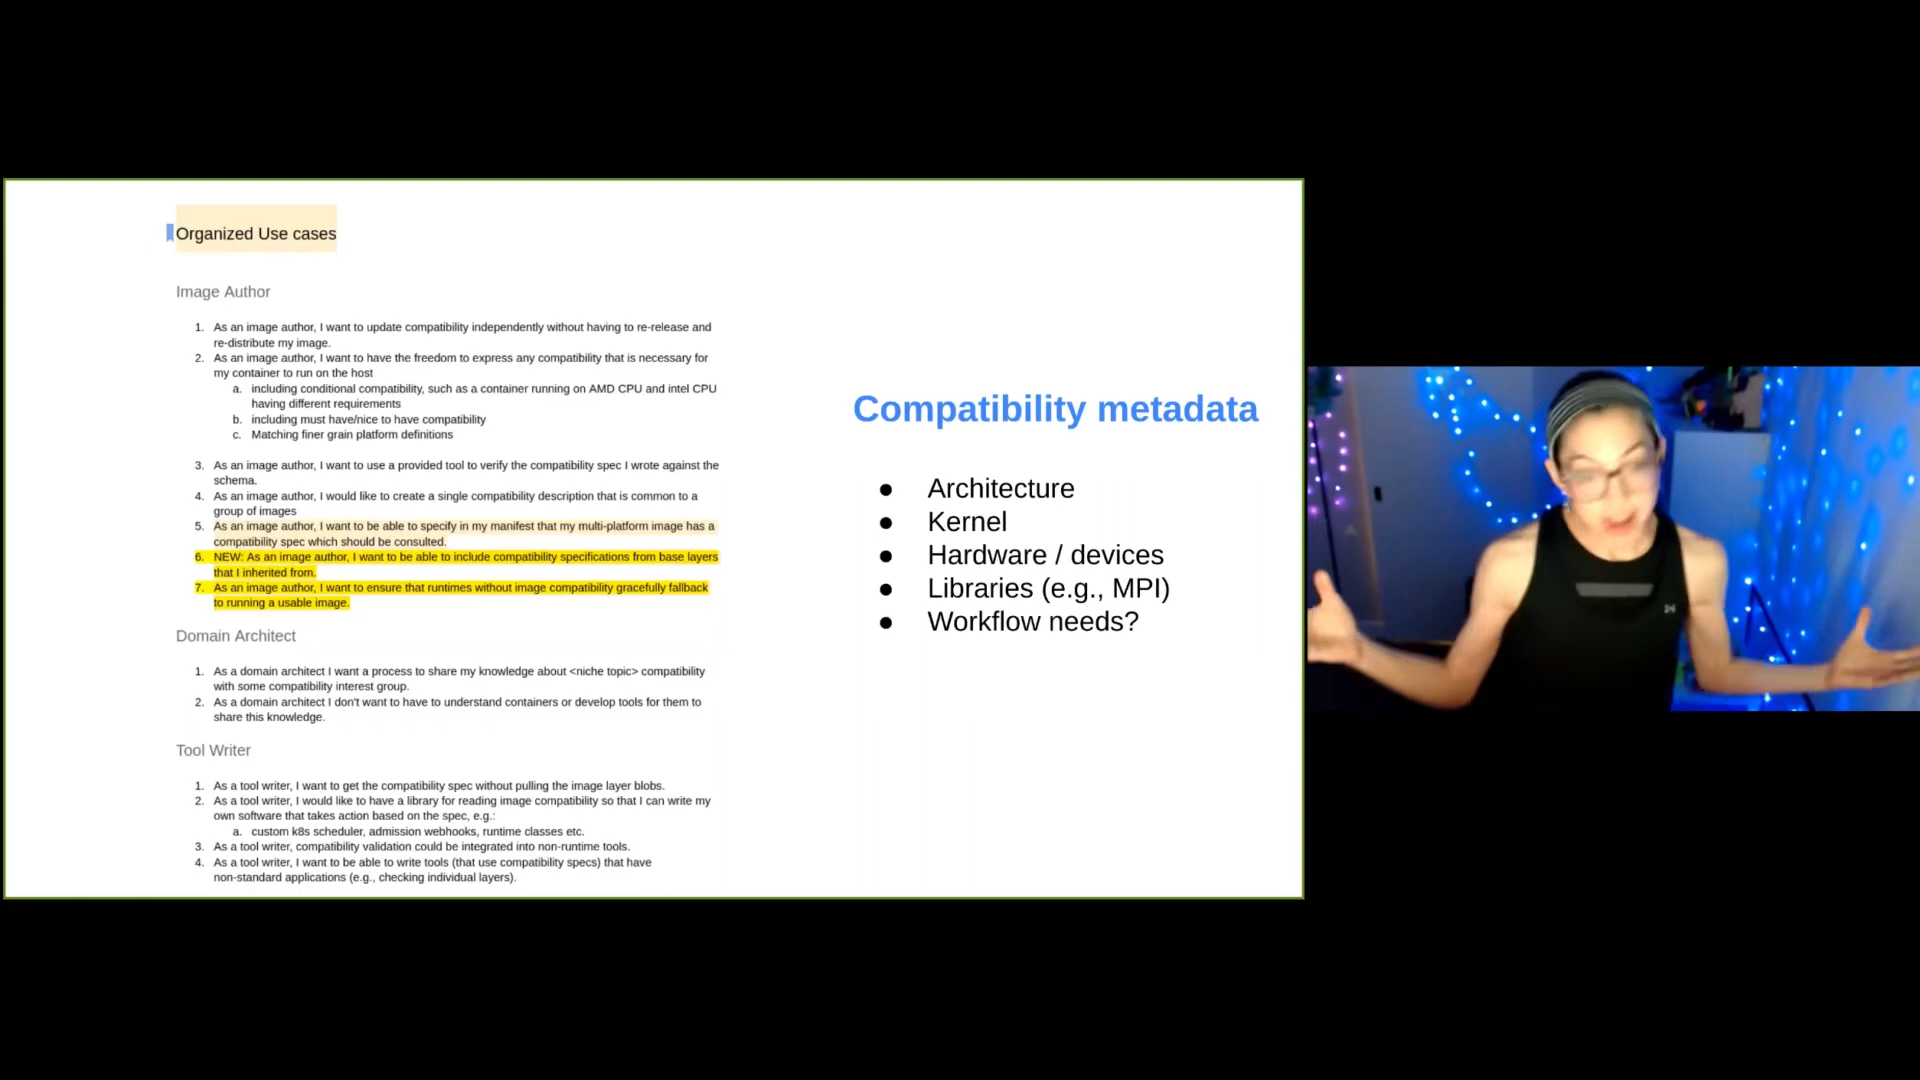 Organized Use cases
Image Author
1. As an image author, I want to update compatibility independently without having to re-release and
re-distribute my image.
2. As an image author, I want to have the freedom to express any compatibility that is necessary for
my container to run on the host
a. including conditional compatibility, such as a container running on AMD CPU and intel CPU
having different requirements
b. including must have/nice to have compatibility
c. Matching finer grain platform definitions
3. As an image author, I want to use a provided tool to verify the compatibility spec I wrote against the
schema.
4. As an image author, I would like to create a single compatibility description that is common to a
group of images
5. As an image author, I want to be able to specify in my manifest that my multi-platform image has a
compatibility spec which should be consulted.
6. NEW: As an image author, I want to be able to include compatibility specifications from base layers
that I inherited from.
7. As an image author, I want to ensure that runtimes without image compatibility gracefully fallback
to running a usable image.
Domain Architect
1. As a domain architect I want a process to share my knowledge about <niche topic> compatibility
with some compatibility interest group.
2. As a domain architect I don't want to have to understand containers or develop tools for them to
share this knowledge.
Tool Writer
1. As a tool writer, I want to get the compatibility spec without pulling the image layer blobs.
2. As a tool writer, I would like to have a library for reading image compatibility so that I can write my
own software that takes action based on the spec, e.g.:
a. custom k8s scheduler, admission webhooks, runtime classes etc.
3. As a tool writer, compatibility validation could be integrated into non-runtime tools.
4. As a tool writer, I want to be able to write tools (that use compatibility specs) that have
non-standard applications (e.g., checking individual layers).
Compatibility metadata
● Architecture
● Kernel
● Hardware / devices
● Libraries (e.g., MPI)
● Workflow needs?